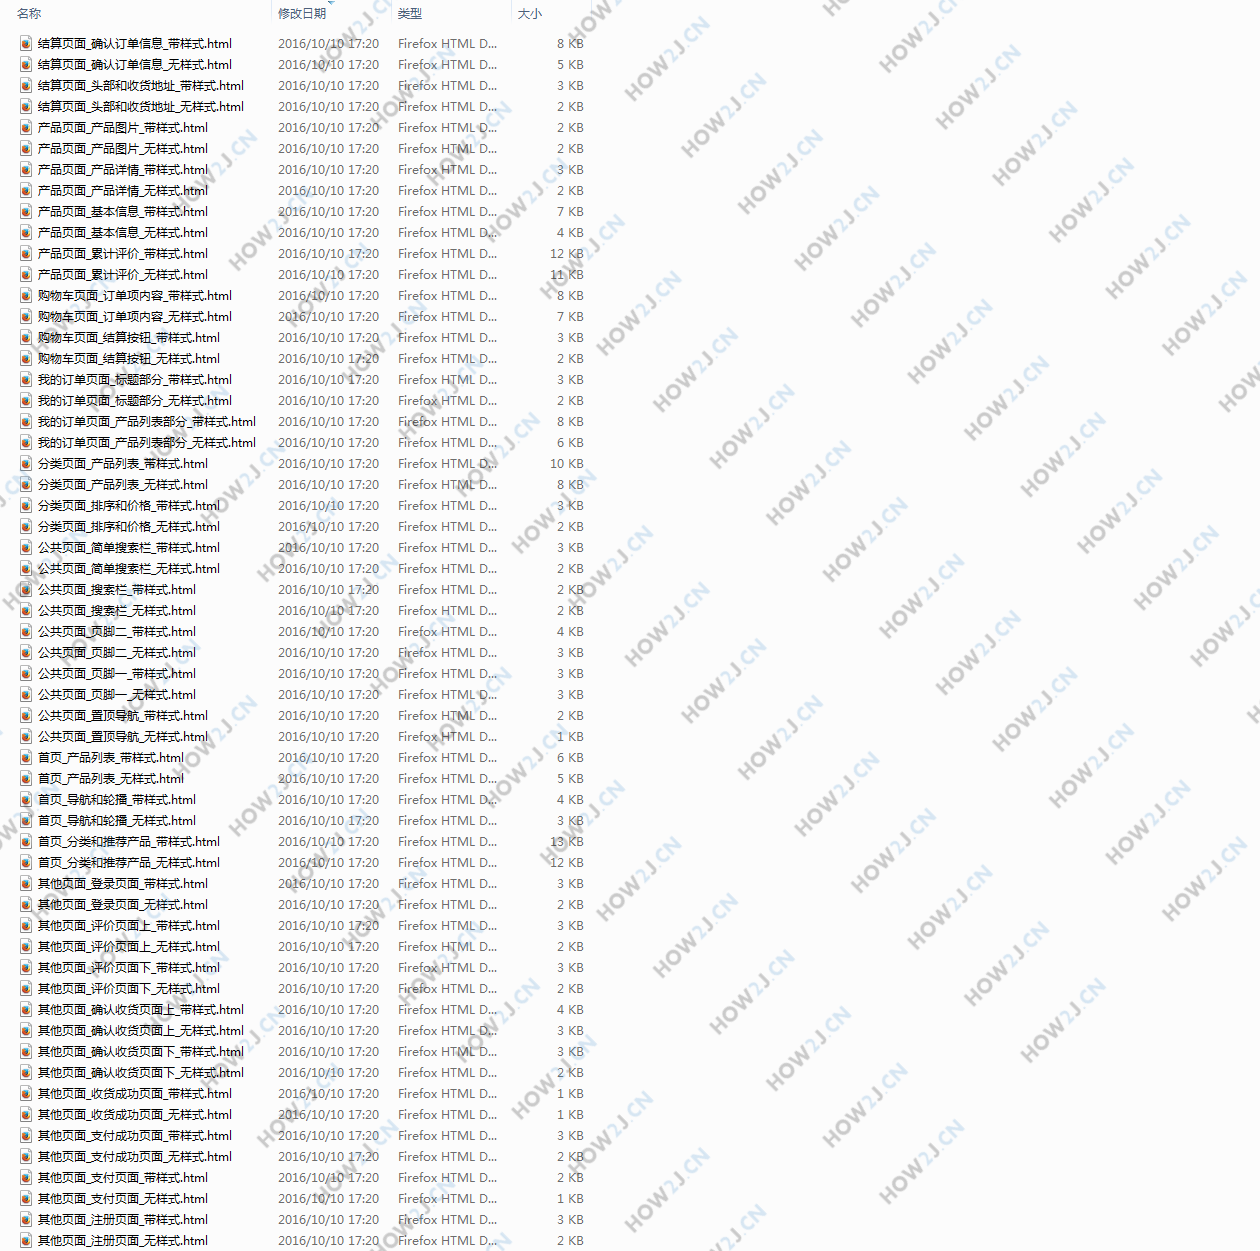 名称 修改日期 类型 大小
结算页面_确认订单信息_带样式.html 2016/10/10 17:20 Firefox HTML D... 8 KB
结算页面_确认订单信息_无样式.html 2016/10/10 17:20 Firefox HTML D... 5 KB
结算页面_头部和收货地址_带样式.html 2016/10/10 17:20 Firefox HTML D... 3 KB
结算页面_头部和收货地址_无样式.html 2016/10/10 17:20 Firefox HTML D... 2 KB
产品页面_产品图片_带样式.html 2016/10/10 17:20 Firefox HTML D... 2 KB
产品页面_产品图片_无样式.html 2016/10/10 17:20 Firefox HTML D... 2 KB
产品页面_产品详情_带样式.html 2016/10/10 17:20 Firefox HTML D... 3 KB
产品页面_产品详情_无样式.html 2016/10/10 17:20 Firefox HTML D... 2 KB
产品页面_基本信息_带样式.html 2016/10/10 17:20 Firefox HTML D... 7 KB
产品页面_基本信息_无样式.html 2016/10/10 17:20 Firefox HTML D... 4 KB
产品页面_累计评价_带样式.html 2016/10/10 17:20 Firefox HTML D... 12 KB
产品页面_累计评价_无样式.html 2016/10/10 17:20 Firefox HTML D... 11 KB
购物车页面_订单项内容_带样式.html 2016/10/10 17:20 Firefox HTML D... 8 KB
购物车页面_订单项内容_无样式.html 2016/10/10 17:20 Firefox HTML D... 7 KB
购物车页面_结算按钮_带样式.html 2016/10/10 17:20 Firefox HTML D... 3 KB
购物车页面_结算按钮_无样式.html 2016/10/10 17:20 Firefox HTML D... 2 KB
我的订单页面_标题部分_带样式.html 2016/10/10 17:20 Firefox HTML D... 3 KB
我的订单页面_标题部分_无样式.html 2016/10/10 17:20 Firefox HTML D... 2 KB
我的订单页面_产品列表部分_带样式.html 2016/10/10 17:20 Firefox HTML D... 8 KB
我的订单页面_产品列表部分_无样式.html 2016/10/10 17:20 Firefox HTML D... 6 KB
分类页面_产品列表_带样式.html 2016/10/10 17:20 Firefox HTML D... 10 KB
分类页面_产品列表_无样式.html 2016/10/10 17:20 Firefox HTML D... 8 KB
分类页面_排序和价格_带样式.html 2016/10/10 17:20 Firefox HTML D... 3 KB
分类页面_排序和价格_无样式.html 2016/10/10 17:20 Firefox HTML D... 2 KB
公共页面_简单搜索栏_带样式.html 2016/10/10 17:20 Firefox HTML D... 3 KB
公共页面_简单搜索栏_无样式.html 2016/10/10 17:20 Firefox HTML D... 2 KB
公共页面_搜索栏_带样式.html 2016/10/10 17:20 Firefox HTML D... 2 KB
公共页面_搜索栏_无样式.html 2016/10/10 17:20 Firefox HTML D... 2 KB
公共页面_页脚二_带样式.html 2016/10/10 17:20 Firefox HTML D... 4 KB
公共页面_页脚二_无样式.html 2016/10/10 17:20 Firefox HTML D... 3 KB
公共页面_页脚一_带样式.html 2016/10/10 17:20 Firefox HTML D... 3 KB
公共页面_页脚一_无样式.html 2016/10/10 17:20 Firefox HTML D... 3 KB
公共页面_置顶导航_带样式.html 2016/10/10 17:20 Firefox HTML D... 2 KB
公共页面_置顶导航_无样式.html 2016/10/10 17:20 Firefox HTML D... 1 KB
首页_产品列表_带样式.html 2016/10/10 17:20 Firefox HTML D... 6 KB
首页_产品列表_无样式.html 2016/10/10 17:20 Firefox HTML D... 5 KB
首页_导航和轮播_带样式.html 2016/10/10 17:20 Firefox HTML D... 4 KB
首页_导航和轮播_无样式.html 2016/10/10 17:20 Firefox HTML D... 3 KB
首页_分类和推荐产品_带样式.html 2016/10/10 17:20 Firefox HTML D... 13 KB
首页_分类和推荐产品_无样式.html 2016/10/10 17:20 Firefox HTML D... 12 KB
其他页面_登录页面_带样式.html 2016/10/10 17:20 Firefox HTML D... 3 KB
其他页面_登录页面_无样式.html 2016/10/10 17:20 Firefox HTML D... 2 KB
其他页面_评价页面上_带样式.html 2016/10/10 17:20 Firefox HTML D... 3 KB
其他页面_评价页面上_无样式.html 2016/10/10 17:20 Firefox HTML D... 2 KB
其他页面_评价页面下_带样式.html 2016/10/10 17:20 Firefox HTML D... 3 KB
其他页面_评价页面下_无样式.html 2016/10/10 17:20 Firefox HTML D... 2 KB
其他页面_确认收货页面上_带样式.html 2016/10/10 17:20 Firefox HTML D... 4 KB
其他页面_确认收货页面上_无样式.html 2016/10/10 17:20 Firefox HTML D... 3 KB
其他页面_确认收货页面下_带样式.html 2016/10/10 17:20 Firefox HTML D... 3 KB
其他页面_确认收货页面下_无样式.html 2016/10/10 17:20 Firefox HTML D... 2 KB
其他页面_收货成功页面_带样式.html 2016/10/10 17:20 Firefox HTML D... 1 KB
其他页面_收货成功页面_无样式.html 2016/10/10 17:20 Firefox HTML D... 1 KB
其他页面_支付成功页面_带样式.html 2016/10/10 17:20 Firefox HTML D... 3 KB
其他页面_支付成功页面_无样式.html 2016/10/10 17:20 Firefox HTML D... 2 KB
其他页面_支付页面_带样式.html 2016/10/10 17:20 Firefox HTML D... 2 KB
其他页面_支付页面_无样式.html 2016/10/10 17:20 Firefox HTML D... 1 KB
其他页面_注册页面_带样式.html 2016/10/10 17:20 Firefox HTML D... 3 KB
其他页面_注册页面_无样式.html 2016/10/10 17:20 Firefox HTML D... 2 KB
HOW2J.CN